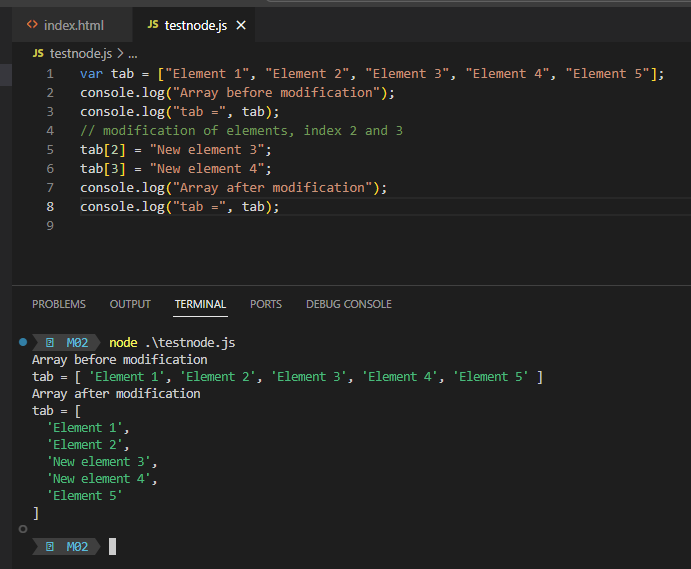 <> index.html JS testnode.js ×
JS testnode.js > ...
1 var tab = ["Element 1", "Element 2", "Element 3", "Element 4", "Element 5"];
2 console.log("Array before modification");
3 console.log("tab =", tab);
4 // modification of elements, index 2 and 3
5 tab[2] = "New element 3";
6 tab[3] = "New element 4";
7 console.log("Array after modification");
8 console.log("tab =", tab);
9
PROBLEMS OUTPUT TERMINAL PORTS DEBUG CONSOLE
M02 node .\testnode.js
Array before modification
tab = [ 'Element 1', 'Element 2', 'Element 3', 'Element 4', 'Element 5' ]
Array after modification
tab = [
  'Element 1',
  'Element 2',
  'New element 3',
  'New element 4',
  'Element 5'
]
M02